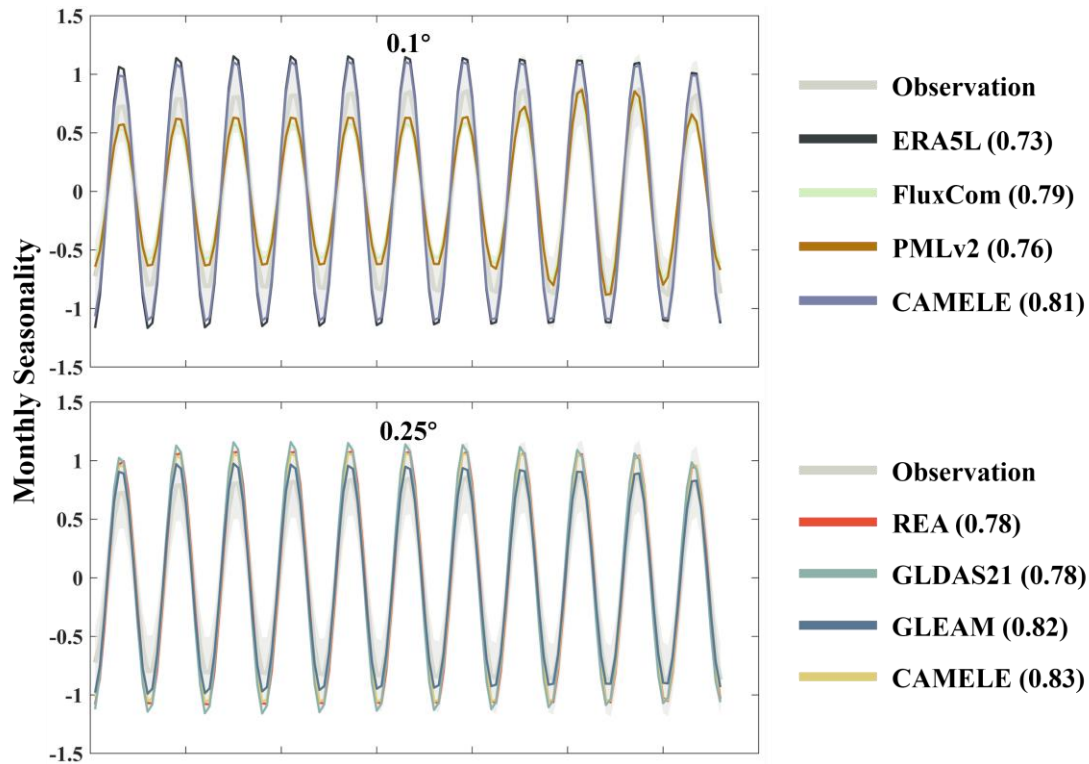 Monthly Seasonality
0.1°
1.5
1
0.5
0
-0.5
-1
-1.5
Observation
ERA5L (0.73)
FluxCom (0.79)
PMLv2 (0.76)
CAMELE (0.81)
0.25°
1.5
1
0.5
0
-0.5
-1
-1.5
Observation
REA (0.78)
GLDAS21 (0.78)
GLEAM (0.82)
CAMELE (0.83)